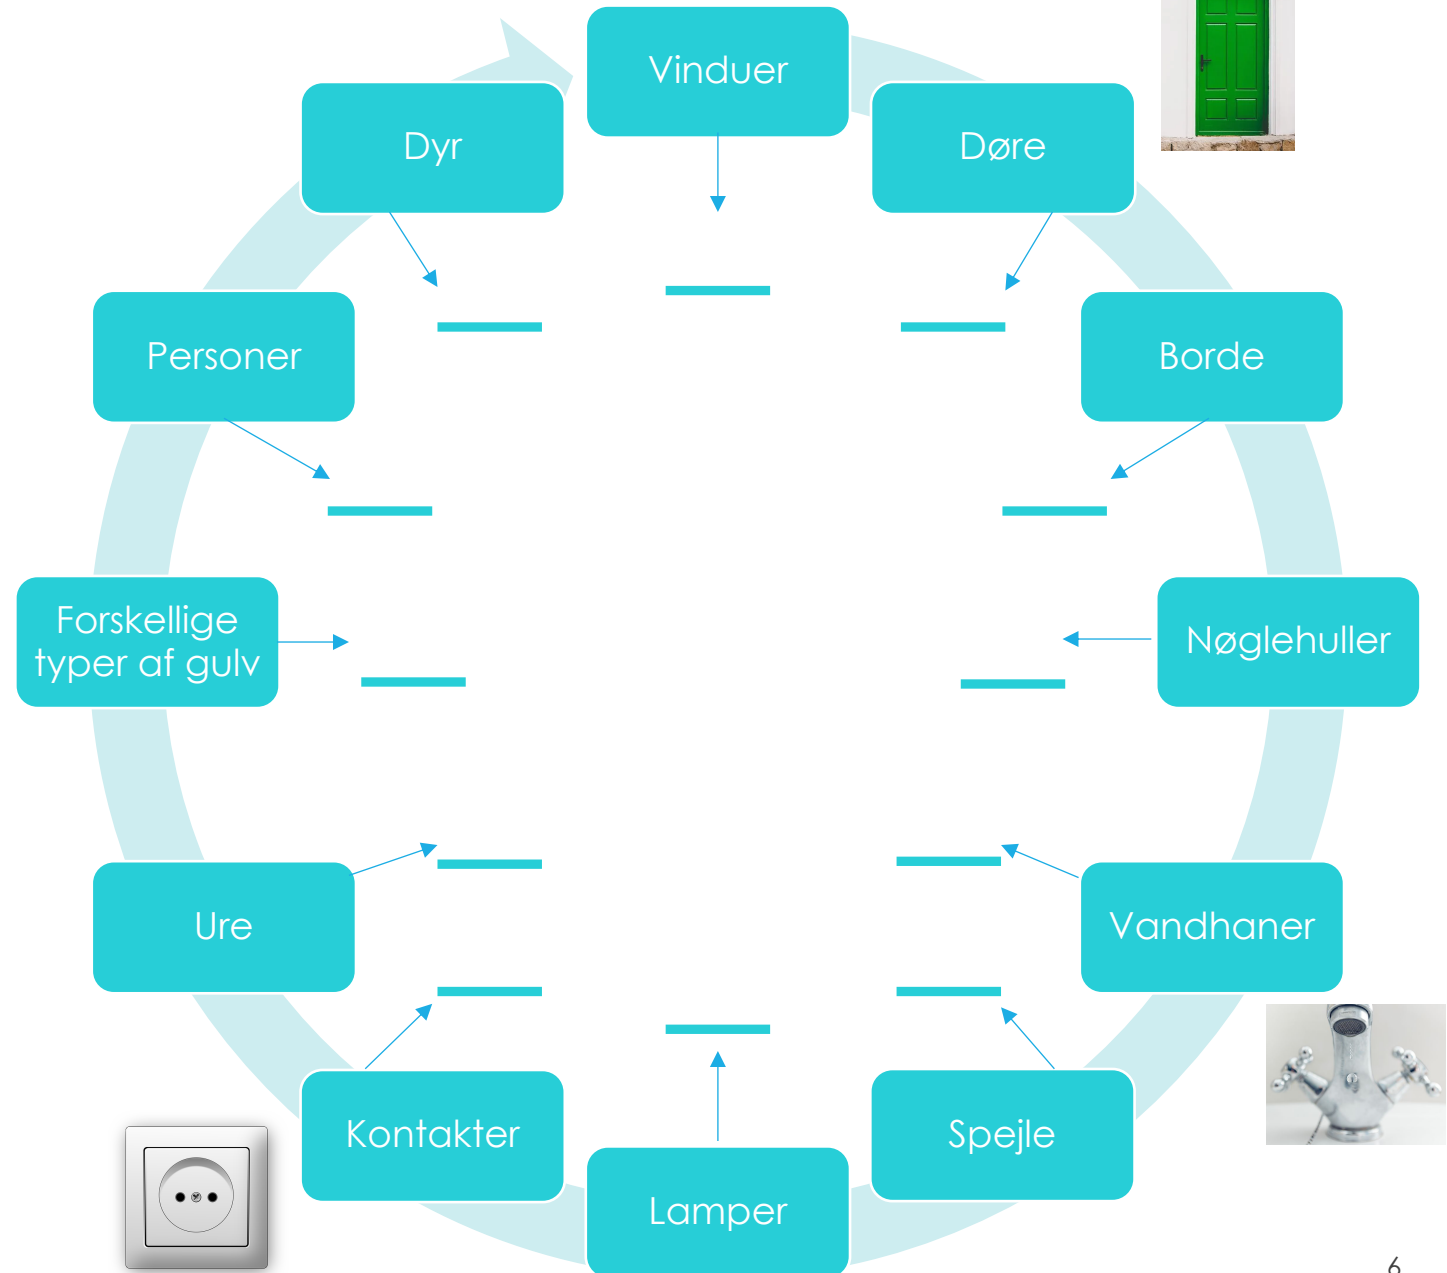 Vinduer
Døre
Borde
Nøglehuller
Vandhaner
Spejle
Lamper
Kontakter
Ure
Forskellige
typer af gulv
Personer
Dyr
6